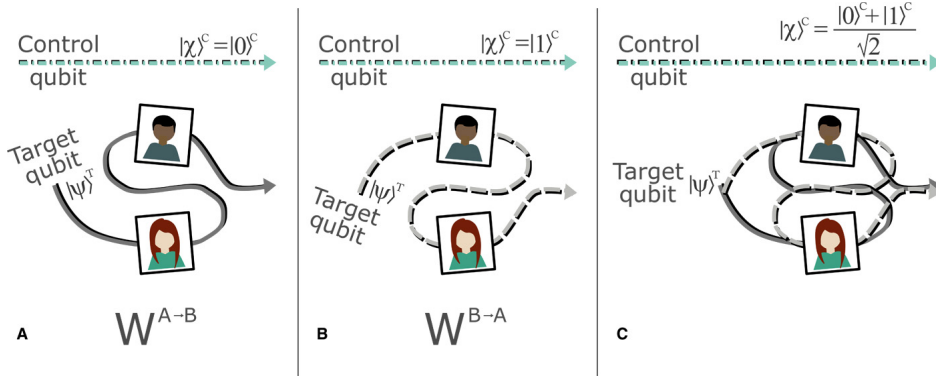 Control
qubit
|χ⟩ᶜ=|0⟩ᶜ
Target
qubit
|ψ⟩ᵀ
A
W^A→B
Control
qubit
|χ⟩ᶜ=|1⟩ᶜ
|ψ⟩ᵀ
Target
qubit
B
W^B→A
Control
qubit
|χ⟩ᶜ=(|0⟩ᶜ+|1⟩ᶜ)/√2
Target
qubit
|ψ⟩ᵀ
C